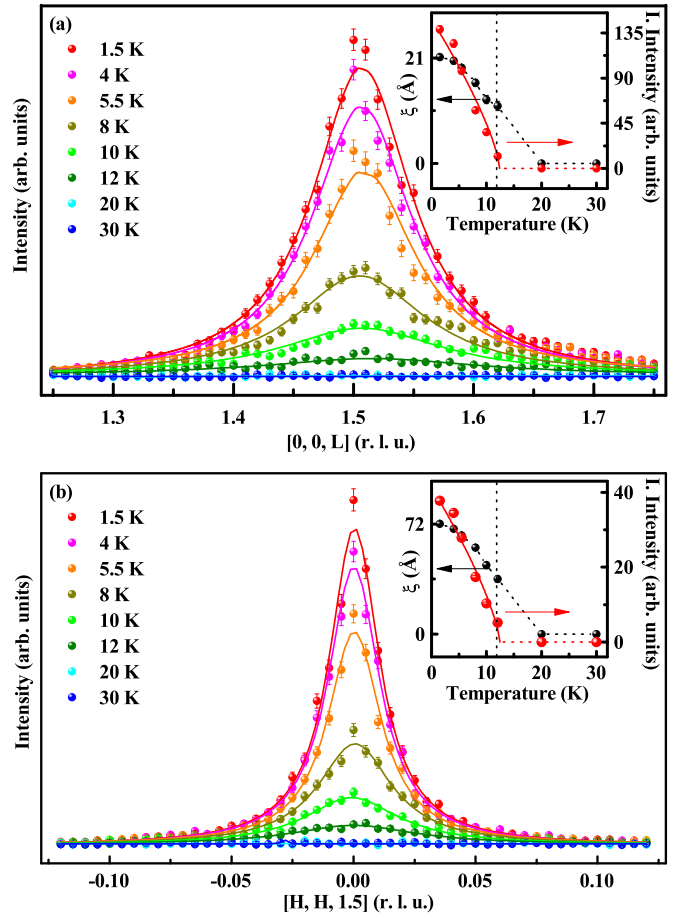 (a)
1.5 K
4 K
5.5 K
8 K
10 K
12 K
20 K
30 K
Intensity (arb. units)
1.3 1.4 1.5 1.6 1.7
[0, 0, L] (r. l. u.)
21
0
ξ (Å)
135
90
45
0
I. Intensity (arb. units)
0 10 20 30
Temperature (K)
(b)
1.5 K
4 K
5.5 K
8 K
10 K
12 K
20 K
30 K
Intensity (arb. units)
-0.10 -0.05 0.00 0.05 0.10
[H, H, 1.5] (r. l. u.)
72
0
ξ (Å)
40
20
0
I. Intensity (arb. units)
0 10 20 30
Temperature (K)